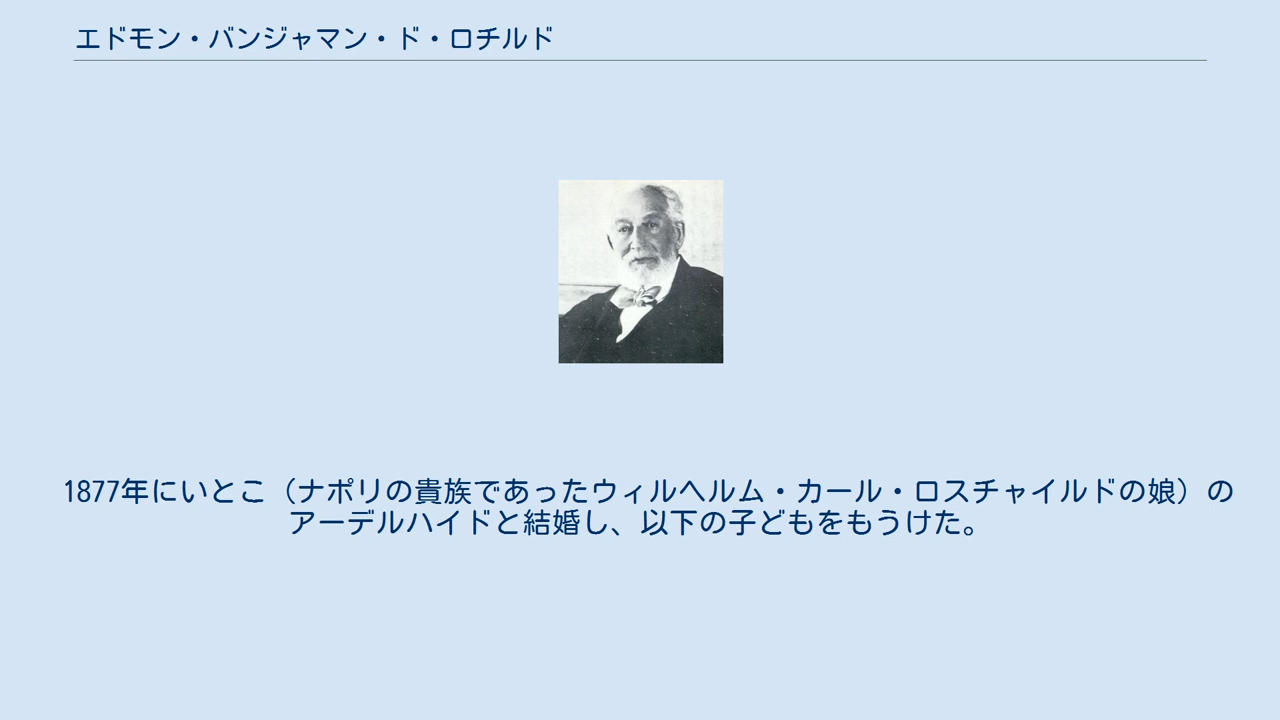 エドモン・バンジャマン・ド・ロチルド
1877年にいとこ（ナポリの貴族であったウィルヘルム・カール・ロスチャイルドの娘）の
アーデルハイドと結婚し、以下の子どもをもうけた。